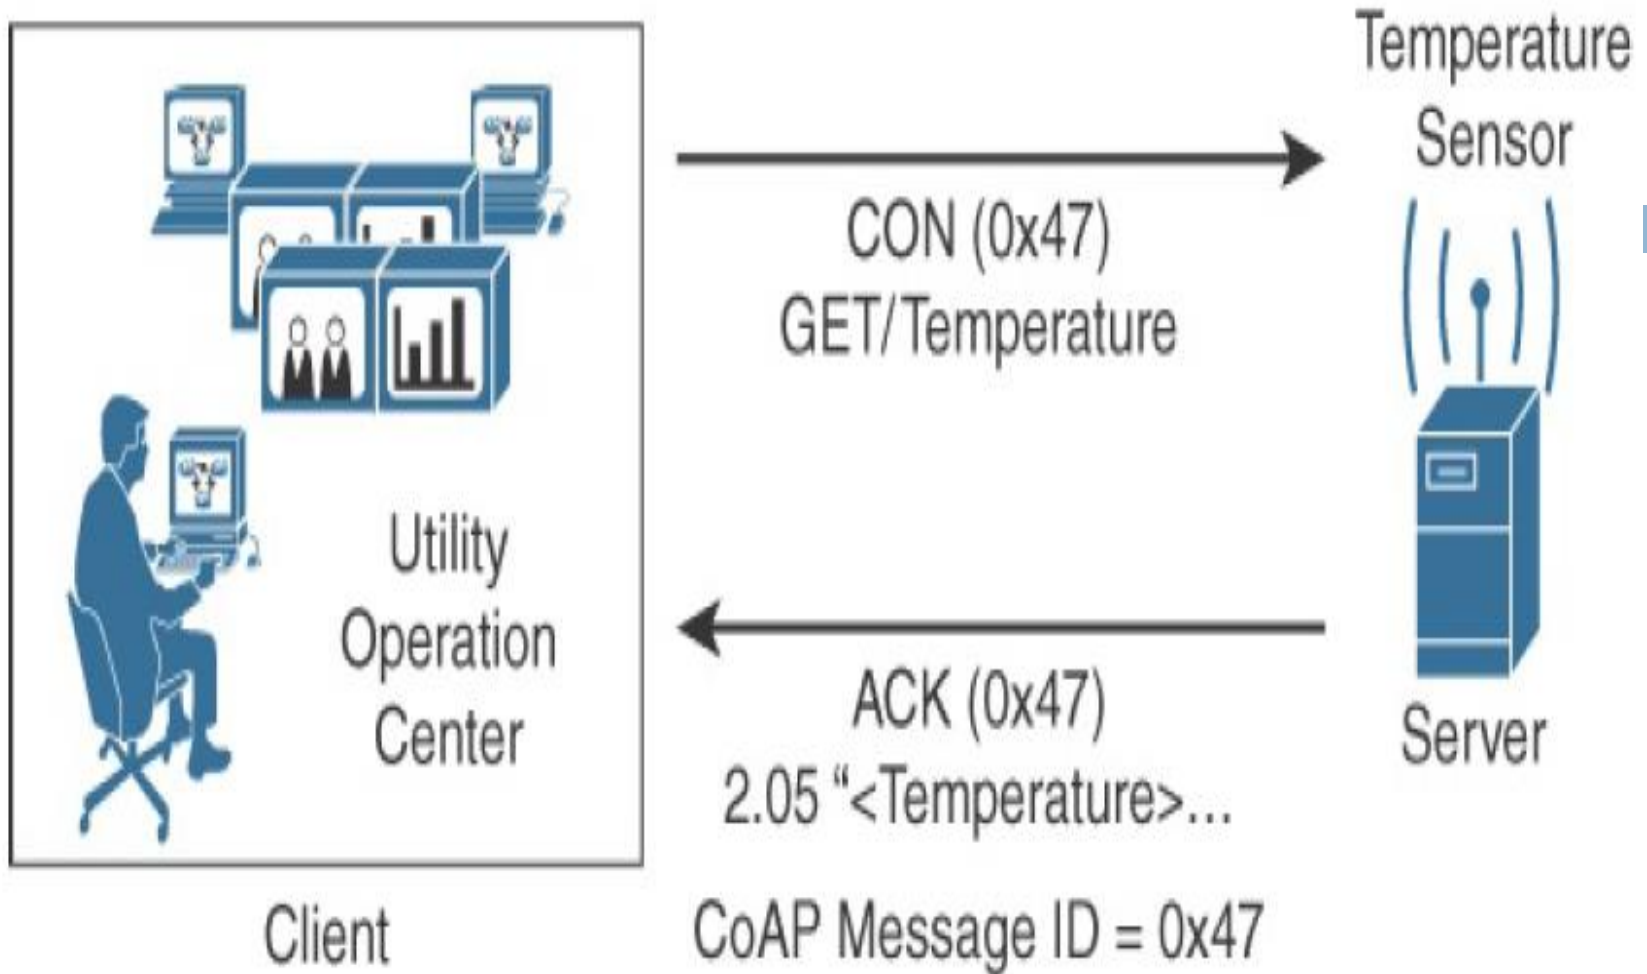 Temperature
Sensor
CON (0x47)
GET/Temperature
Utility
Operation
Center
ACK (0x47)
2.05 “<Temperature>...
Server
Client
CoAP Message ID = 0x47